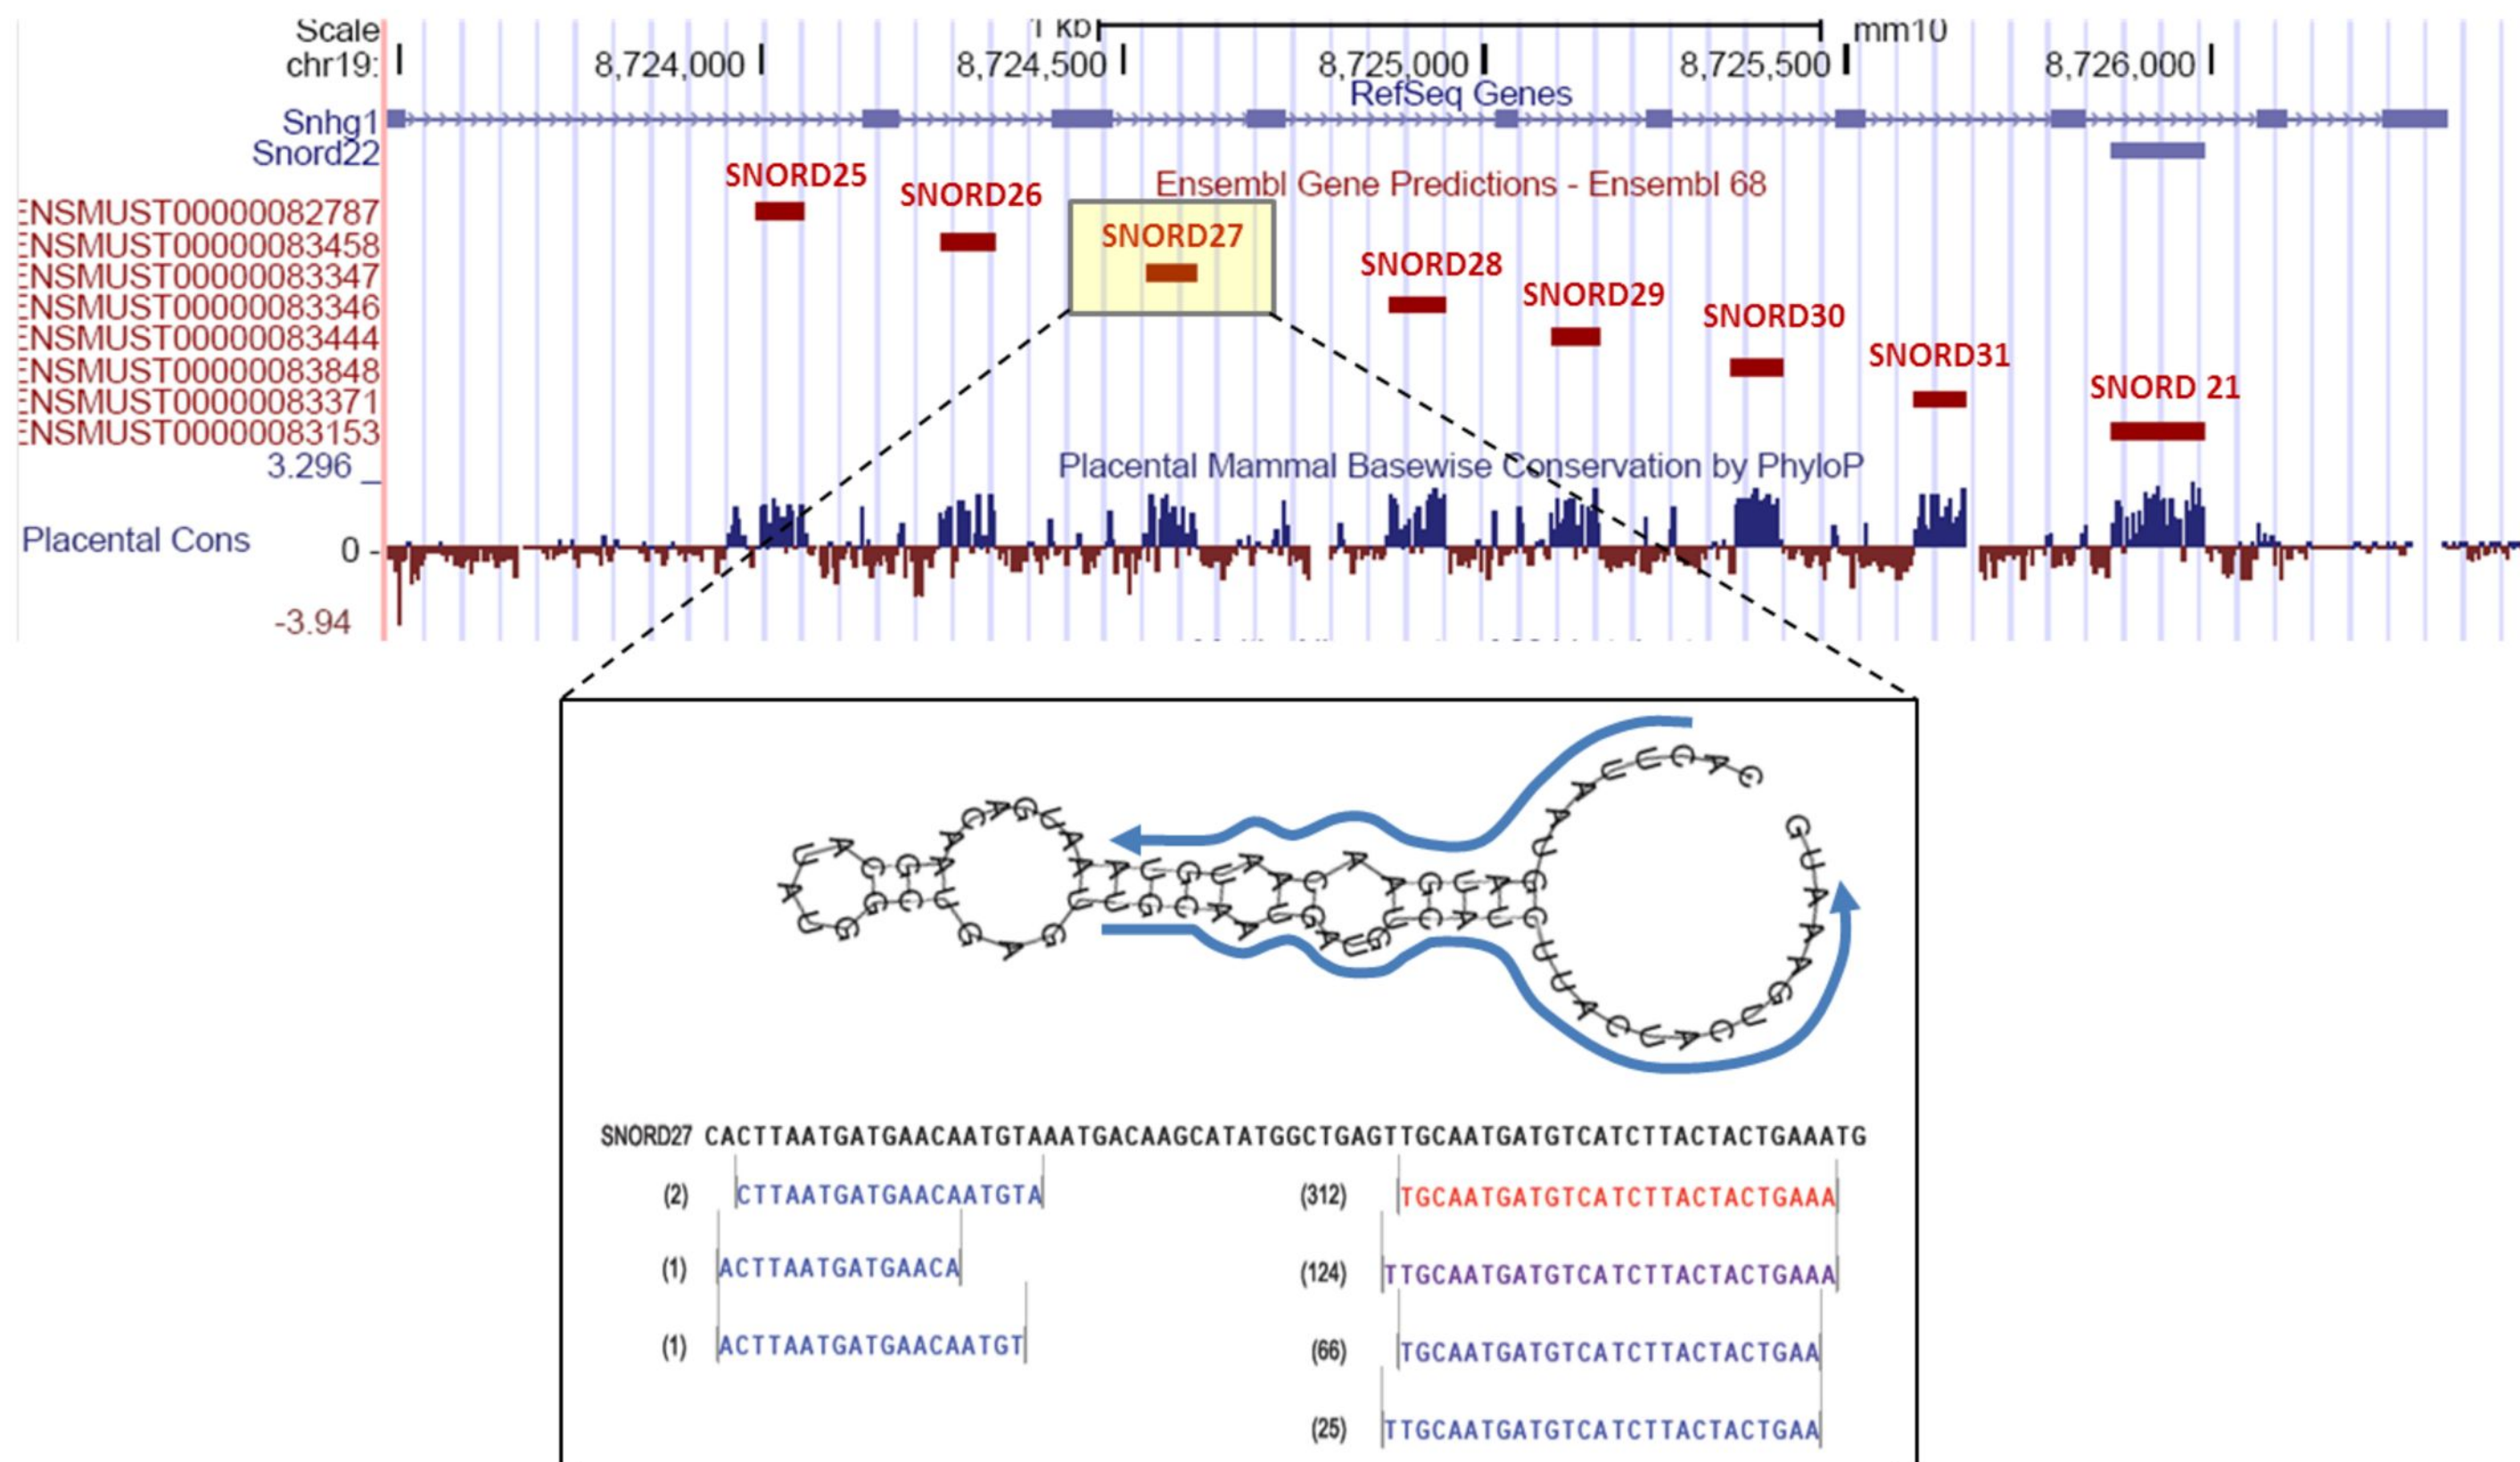 Scale 1 kb mm10
chr19: 8,724,000 8,724,500 8,725,000 8,725,500 8,726,000
RefSeq Genes
Snhg1
Snord22
SNORD25
Ensembl Gene Predictions - Ensembl 68
SNORD26
ENSMUST00000082787
SNORD27
ENSMUST00000083458
SNORD28
ENSMUST00000083347
SNORD29
ENSMUST00000083346
SNORD30
ENSMUST00000083444
SNORD31
ENSMUST00000083848
SNORD 21
ENSMUST00000083371
ENSMUST00000083153
3.296
Placental Mammal Basewise Conservation by PhyloP
Placental Cons
0
-3.94
SNORD27 CACTTAATGATGAACAATGTAAATGACAAGCATATGGCTGAGTTGCAATGATGTCATCTTACTACTGAAATG
(2) CTTAATGATGAACAATGTA (312) TGCAATGATGTCATCTTACTACTGAAA
(1) ACTTAATGATGAACA (124) TTGCAATGATGTCATCTTACTACTGAAA
(1) ACTTAATGATGAACAATGT (66) TGCAATGATGTCATCTTACTACTGAA
(25) TTGCAATGATGTCATCTTACTACTGAA